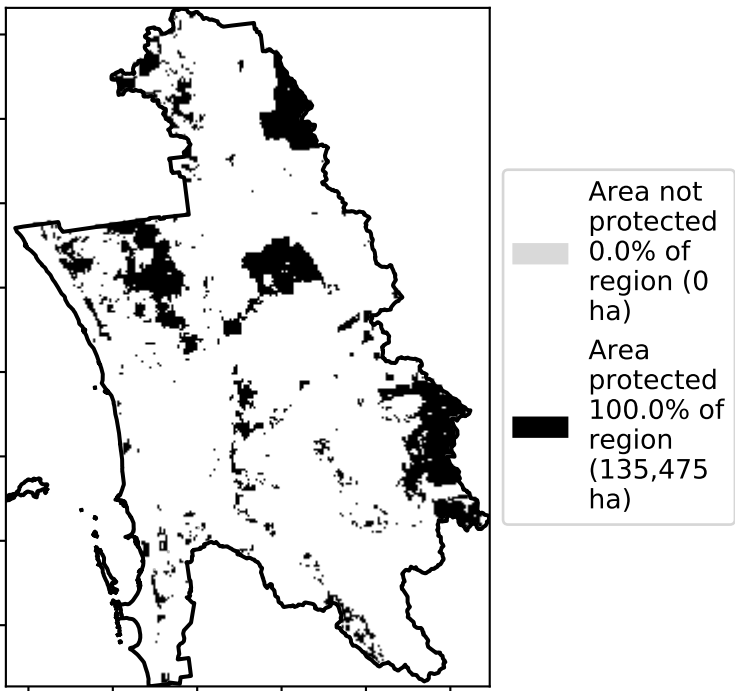 Area not
protected
0.0% of
region (0
ha)
Area
protected
100.0% of
region
(135,475
ha)